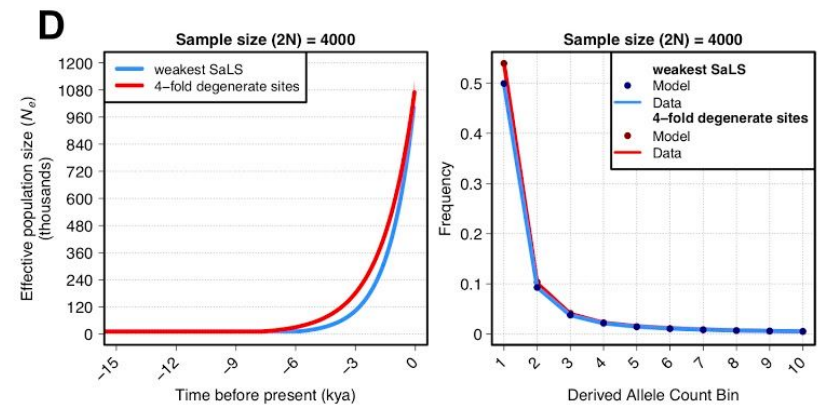 D
Sample size (2N) = 4000
weakest SaLS
4−fold degenerate sites
Effective population size (Ne)
(thousands)
1200
1080
960
840
720
600
480
360
240
120
0
−15
−12
−9
−6
−3
0
Time before present (kya)
Sample size (2N) = 4000
weakest SaLS
Model
Data
4−fold degenerate sites
Model
Data
Frequency
0.5
0.4
0.3
0.2
0.1
0
1
2
3
4
5
6
7
8
9
10
Derived Allele Count Bin